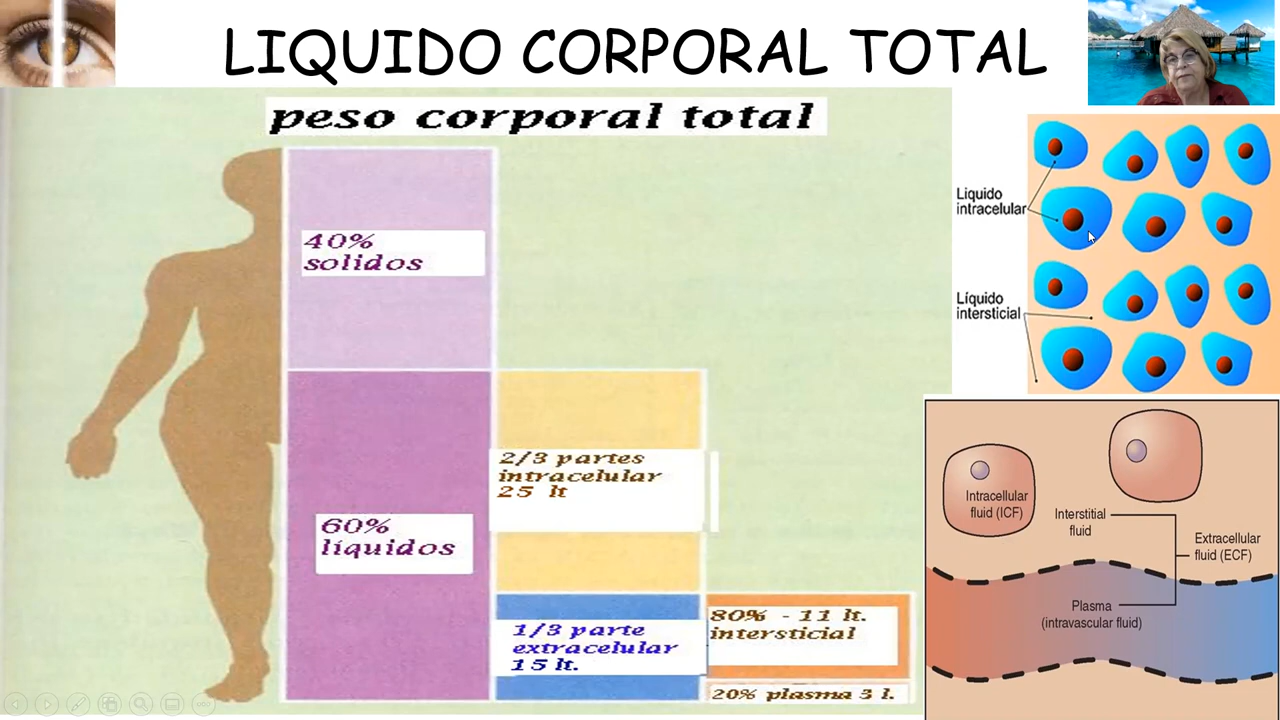 LIQUIDO CORPORAL TOTAL
peso corporal total
40%
solidos
60%
líquidos
2/3 partes
intracelular
25 lt
1/3 parte
extracelular
15 lt.
80% - 11 lt.
intersticial
20% plasma 3 l.
Líquido
intracelular
Líquido
intersticial
Intracellular
fluid (ICF)
Interstitial
fluid
Extracellular
fluid (ECF)
Plasma
(intravascular fluid)